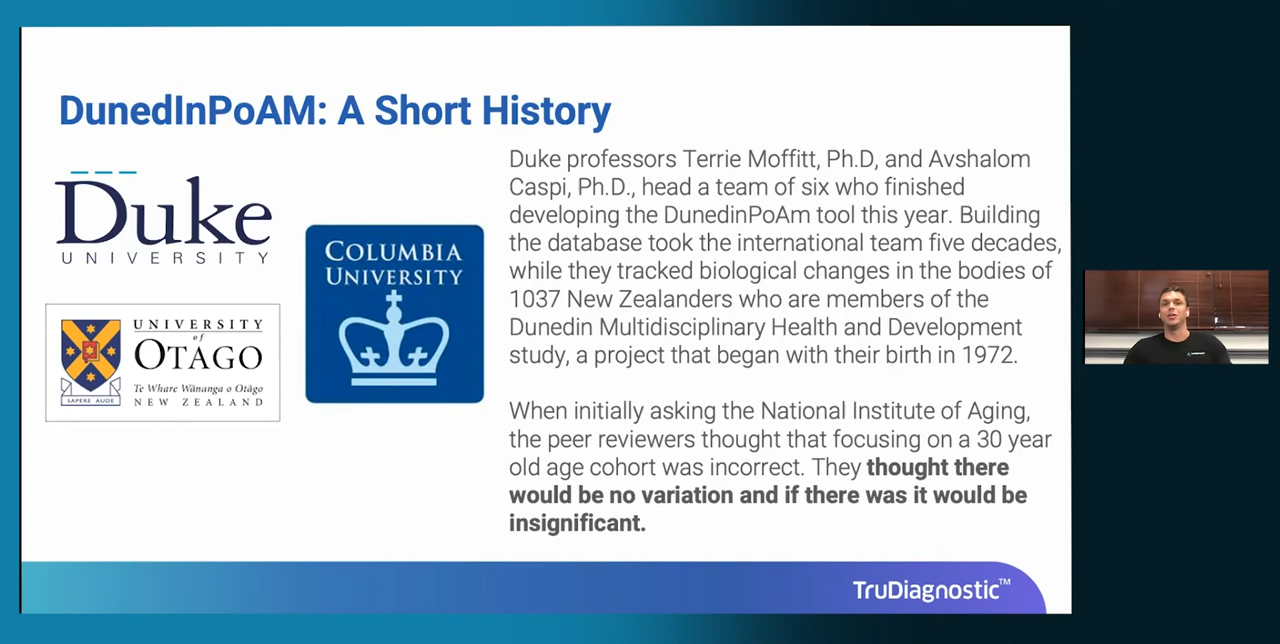 DunedInPoAM: A Short History
Duke
UNIVERSITY
COLUMBIA
UNIVERSITY
UNIVERSITY
of
OTAGO
Te Whare Wānanga o Otāgo
NEW ZEALAND
SAPERE AUDE
Duke professors Terrie Moffitt, Ph.D, and Avshalom
Caspi, Ph.D., head a team of six who finished
developing the DunedinPoAm tool this year. Building
the database took the international team five decades,
while they tracked biological changes in the bodies of
1037 New Zealanders who are members of the
Dunedin Multidisciplinary Health and Development
study, a project that began with their birth in 1972.
When initially asking the National Institute of Aging,
the peer reviewers thought that focusing on a 30 year
old age cohort was incorrect. They thought there
would be no variation and if there was it would be
insignificant.
TruDiagnostic™